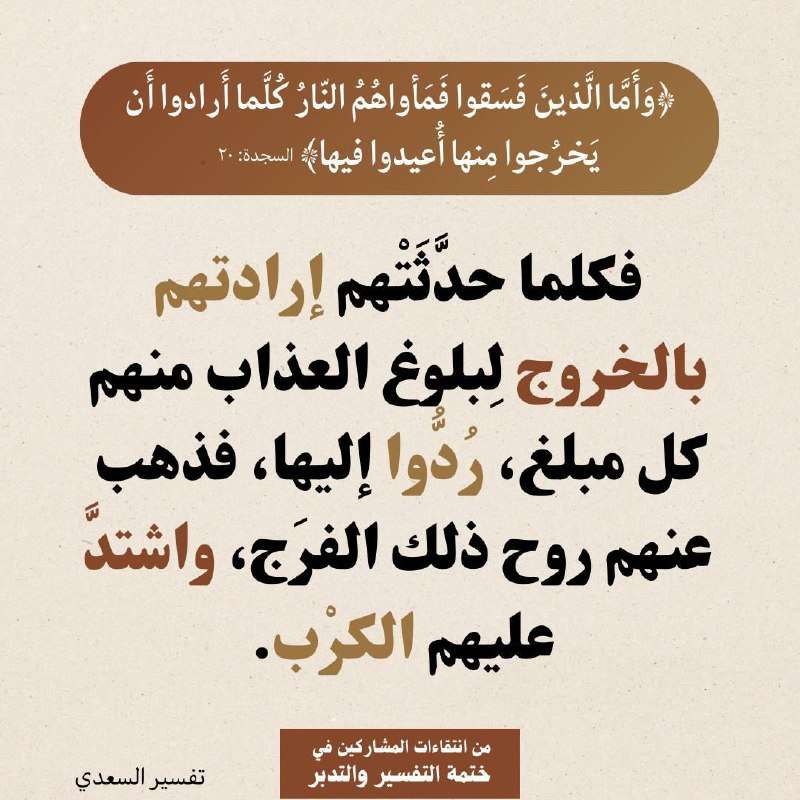 ﴿وَأَمَّا الَّذينَ فَسَقوا فَمَأواهُمُ النّارُ كُلَّما أَرادوا أَن
يَخرُجوا مِنها أُعيدوا فيها﴾ السجدة: ٢٠
فكلما حدَّثَتْهم إرادتهم
بالخروج لِبلوغ العذاب منهم
كل مبلغ، رُدُّوا إليها، فذهب
عنهم روح ذلك الفرَج، واشتدَّ
عليهم الكرْب.
من انتقاءات المشاركين في
ختمة التفسير والتدبر
تفسير السعدي